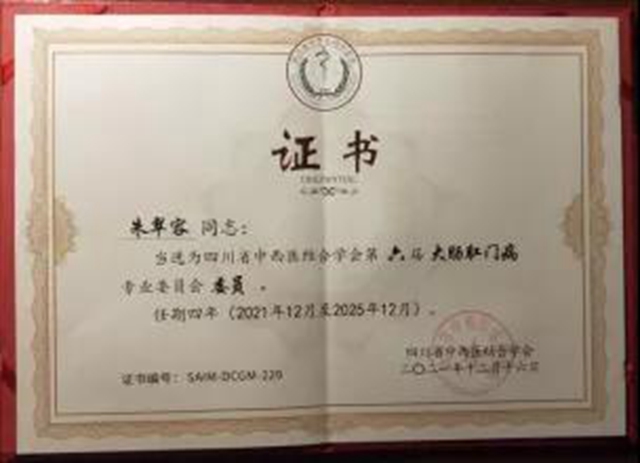 证书
朱翠容 同志：
当选为四川省中西医结合学会第 六 届 大肠肛门病
专业委员会 委员 。
任期四年（2021年12月至2025年12月）。
四川省中西医结合学会
二〇二一年十二月十六日
证书编号：SAIM-DCGM-229